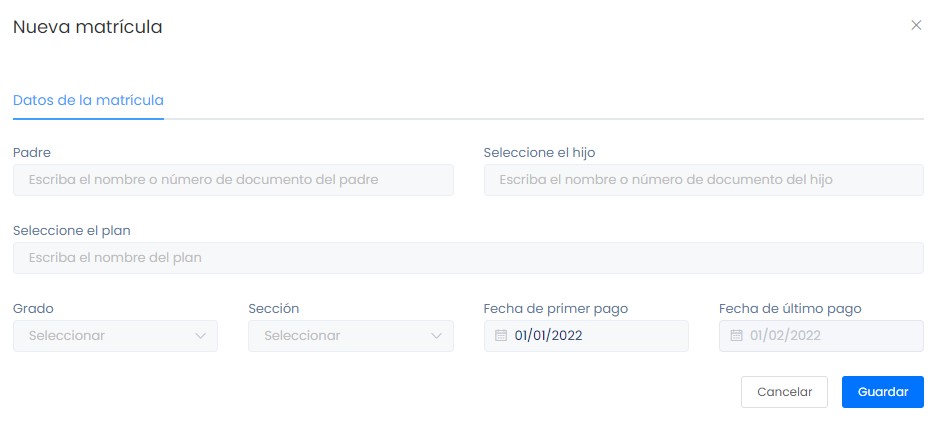 Nueva matrícula
Datos de la matrícula
Padre
Seleccione el hijo
Escriba el nombre o número de documento del padre
Escriba el nombre o número de documento del hijo
Seleccione el plan
Escriba el nombre del plan
Grado
Sección
Fecha de primer pago
Fecha de último pago
Seleccionar
Seleccionar
01/01/2022
01/02/2022
Cancelar
Guardar